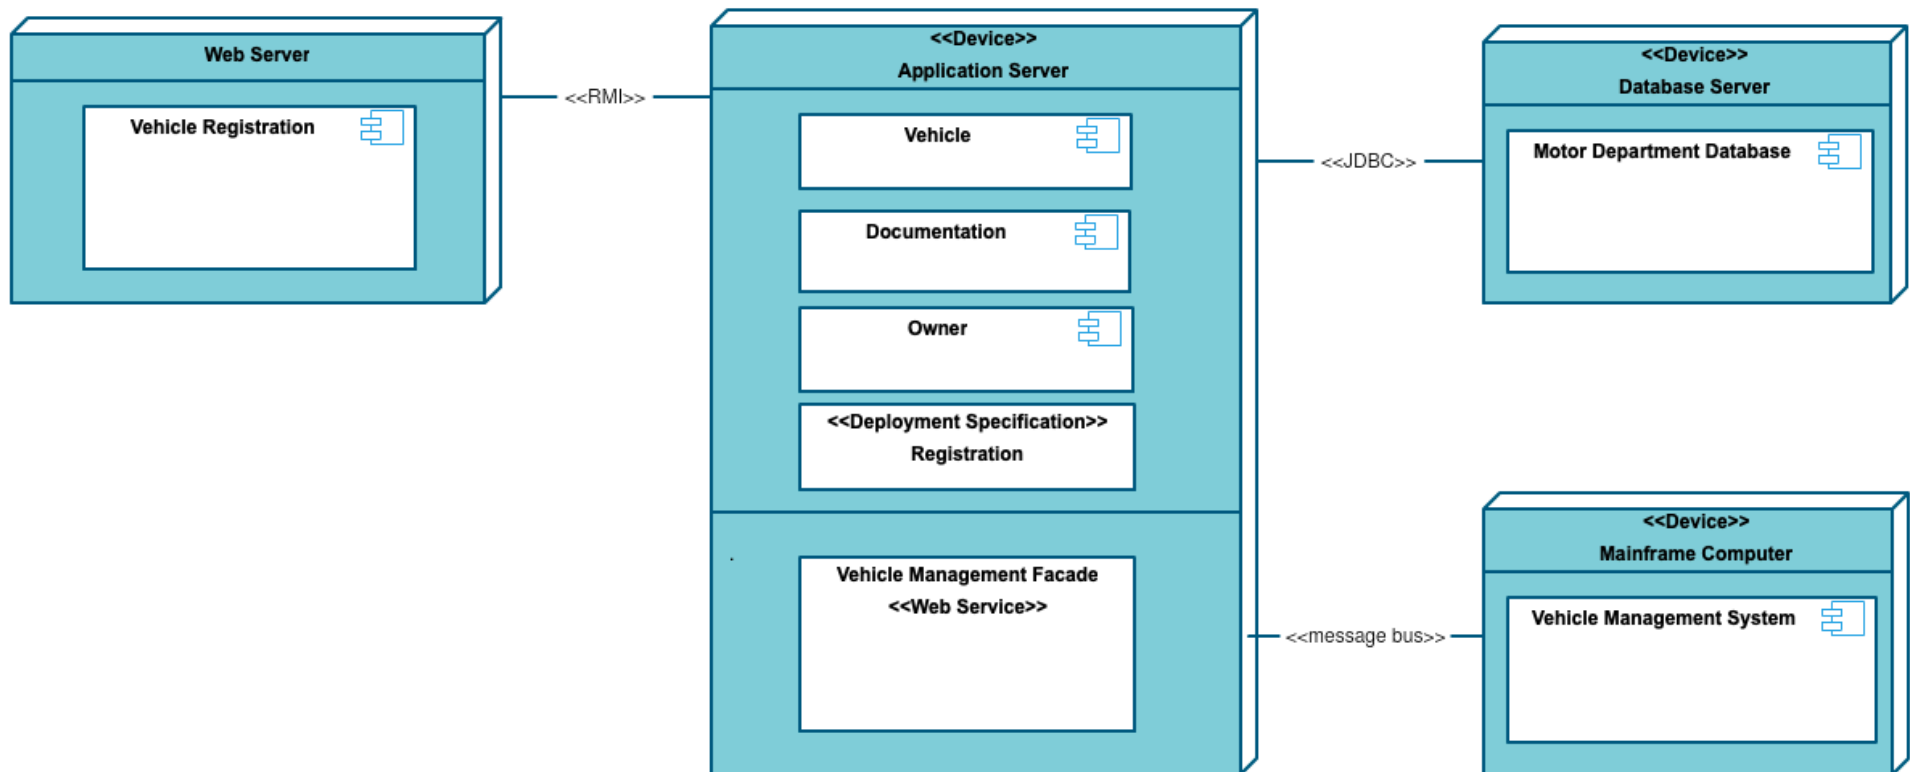 Web Server
Vehicle Registration
<<RMI>>
<<Device>>
Application Server
Vehicle
Documentation
Owner
<<Deployment Specification>>
Registration
Vehicle Management Facade
<<Web Service>>
<<JDBC>>
<<Device>>
Database Server
Motor Department Database
<<message bus>>
<<Device>>
Mainframe Computer
Vehicle Management System